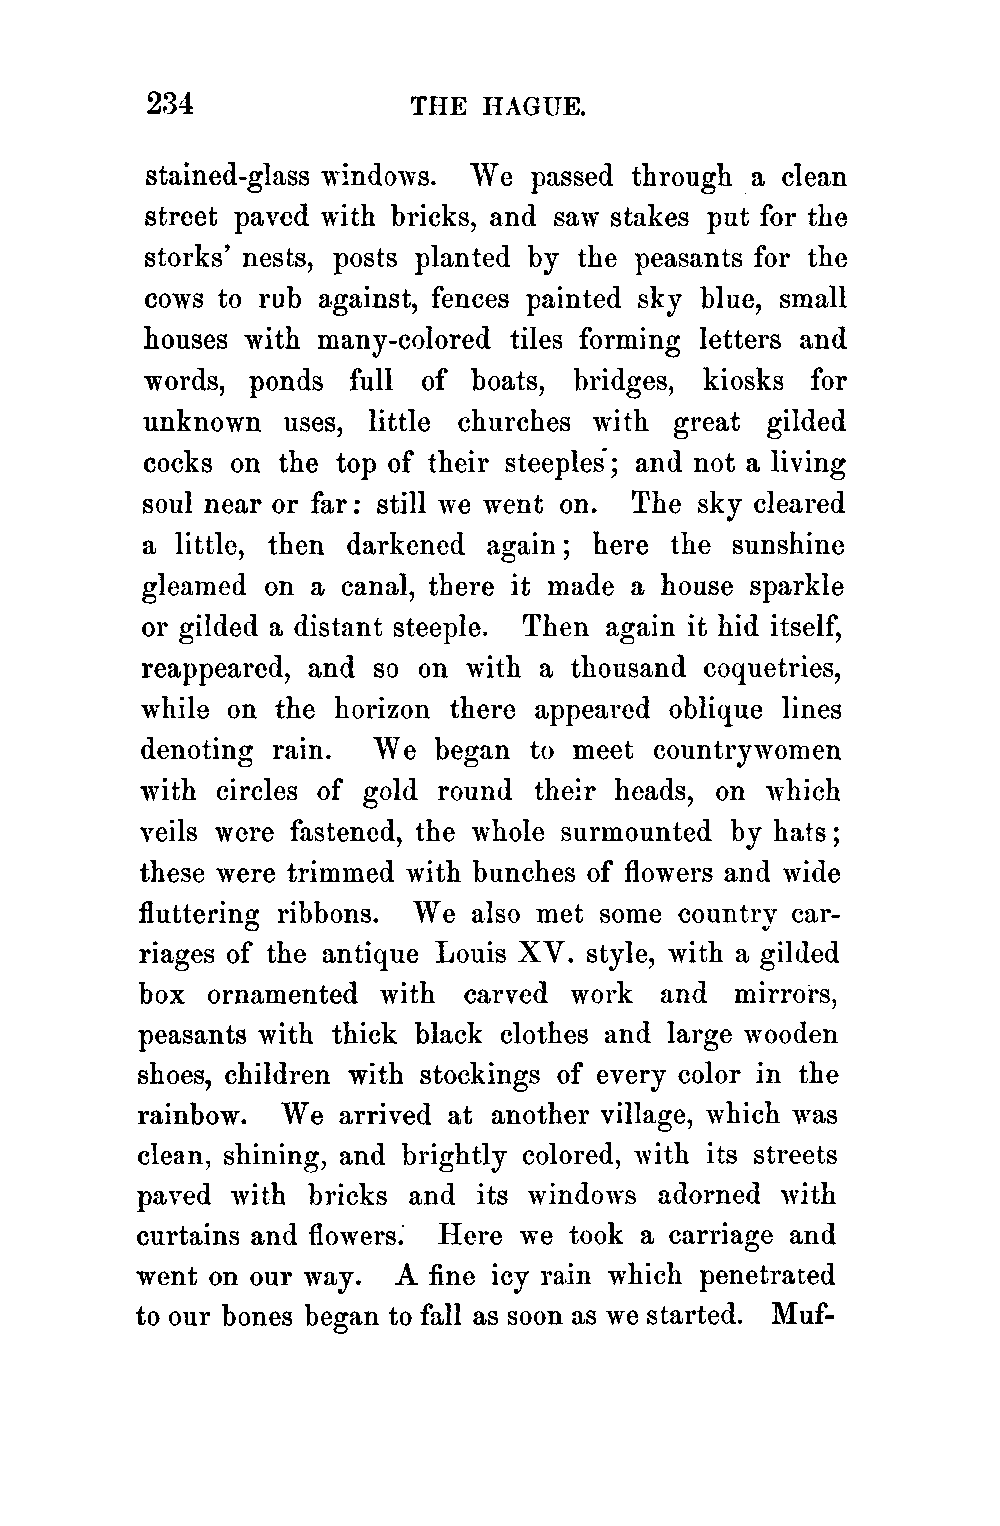 234 THE HAGUE.
stained-glass windows. We passed through a clean
street paved with bricks, and saw stakes put for the
storks' nests, posts planted by the peasants for the
cows to rub against, fences painted sky blue, small
houses with many-colored tiles forming letters and
words, ponds full of boats, bridges, kiosks for
unknown uses, little churches with great gilded
cocks on the top of their steeples; and not a living
soul near or far: still we went on. The sky cleared
a little, then darkened again; here the sunshine
gleamed on a canal, there it made a house sparkle
or gilded a distant steeple. Then again it hid itself,
reappeared, and so on with a thousand coquetries,
while on the horizon there appeared oblique lines
denoting rain. We began to meet countrywomen
with circles of gold round their heads, on which
veils were fastened, the whole surmounted by hats;
these were trimmed with bunches of flowers and wide
fluttering ribbons. We also met some country car-
riages of the antique Louis XV. style, with a gilded
box ornamented with carved work and mirrors,
peasants with thick black clothes and large wooden
shoes, children with stockings of every color in the
rainbow. We arrived at another village, which was
clean, shining, and brightly colored, with its streets
paved with bricks and its windows adorned with
curtains and flowers. Here we took a carriage and
went on our way. A fine icy rain which penetrated
to our bones began to fall as soon as we started. Muf-